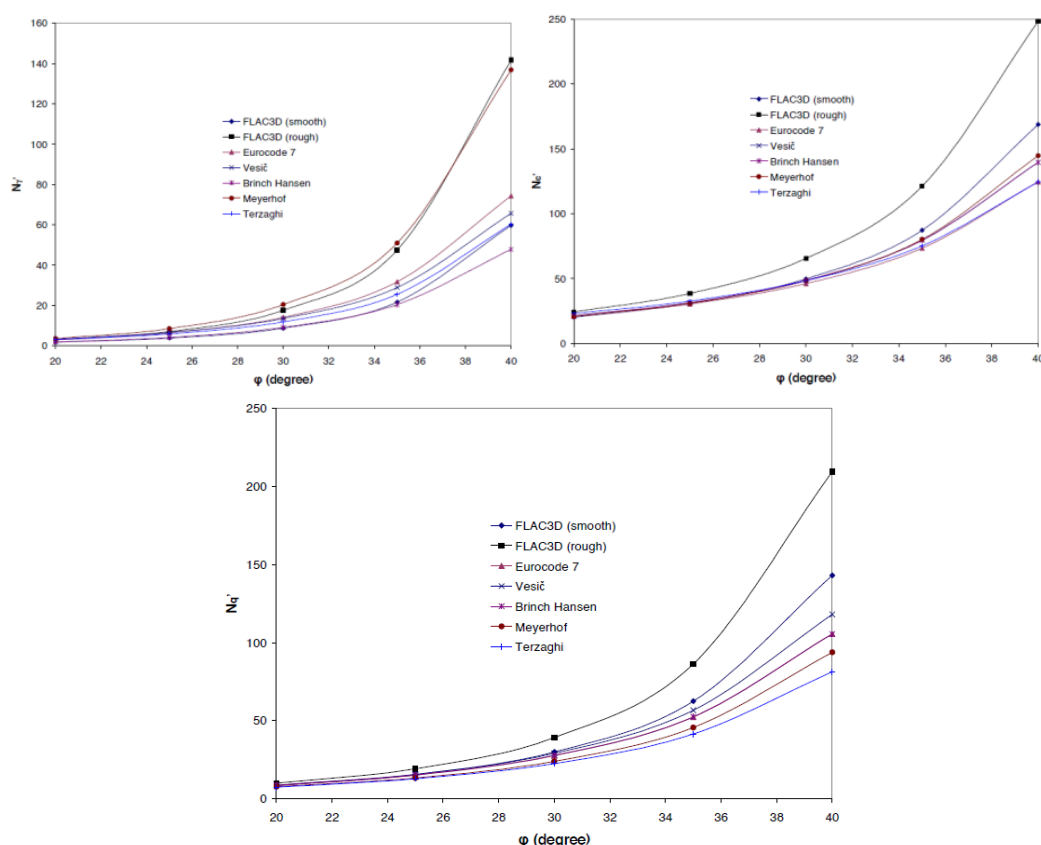 160
140
120
100
80
60
40
20
0
Nγ'
FLAC3D (smooth)
FLAC3D (rough)
Eurocode 7
Vesič
Brinch Hansen
Meyerhof
Terzaghi
20 22 24 26 28 30 32 34 36 38 40
φ (degree)
250
200
150
100
50
0
Nc'
FLAC3D (smooth)
FLAC3D (rough)
Eurocode 7
Vesič
Brinch Hansen
Meyerhof
Terzaghi
20 22 24 26 28 30 32 34 36 38 40
φ (degree)
250
200
150
100
50
0
Nq'
FLAC3D (smooth)
FLAC3D (rough)
Eurocode 7
Vesič
Brinch Hansen
Meyerhof
Terzaghi
20 22 24 26 28 30 32 34 36 38 40
φ (degree)